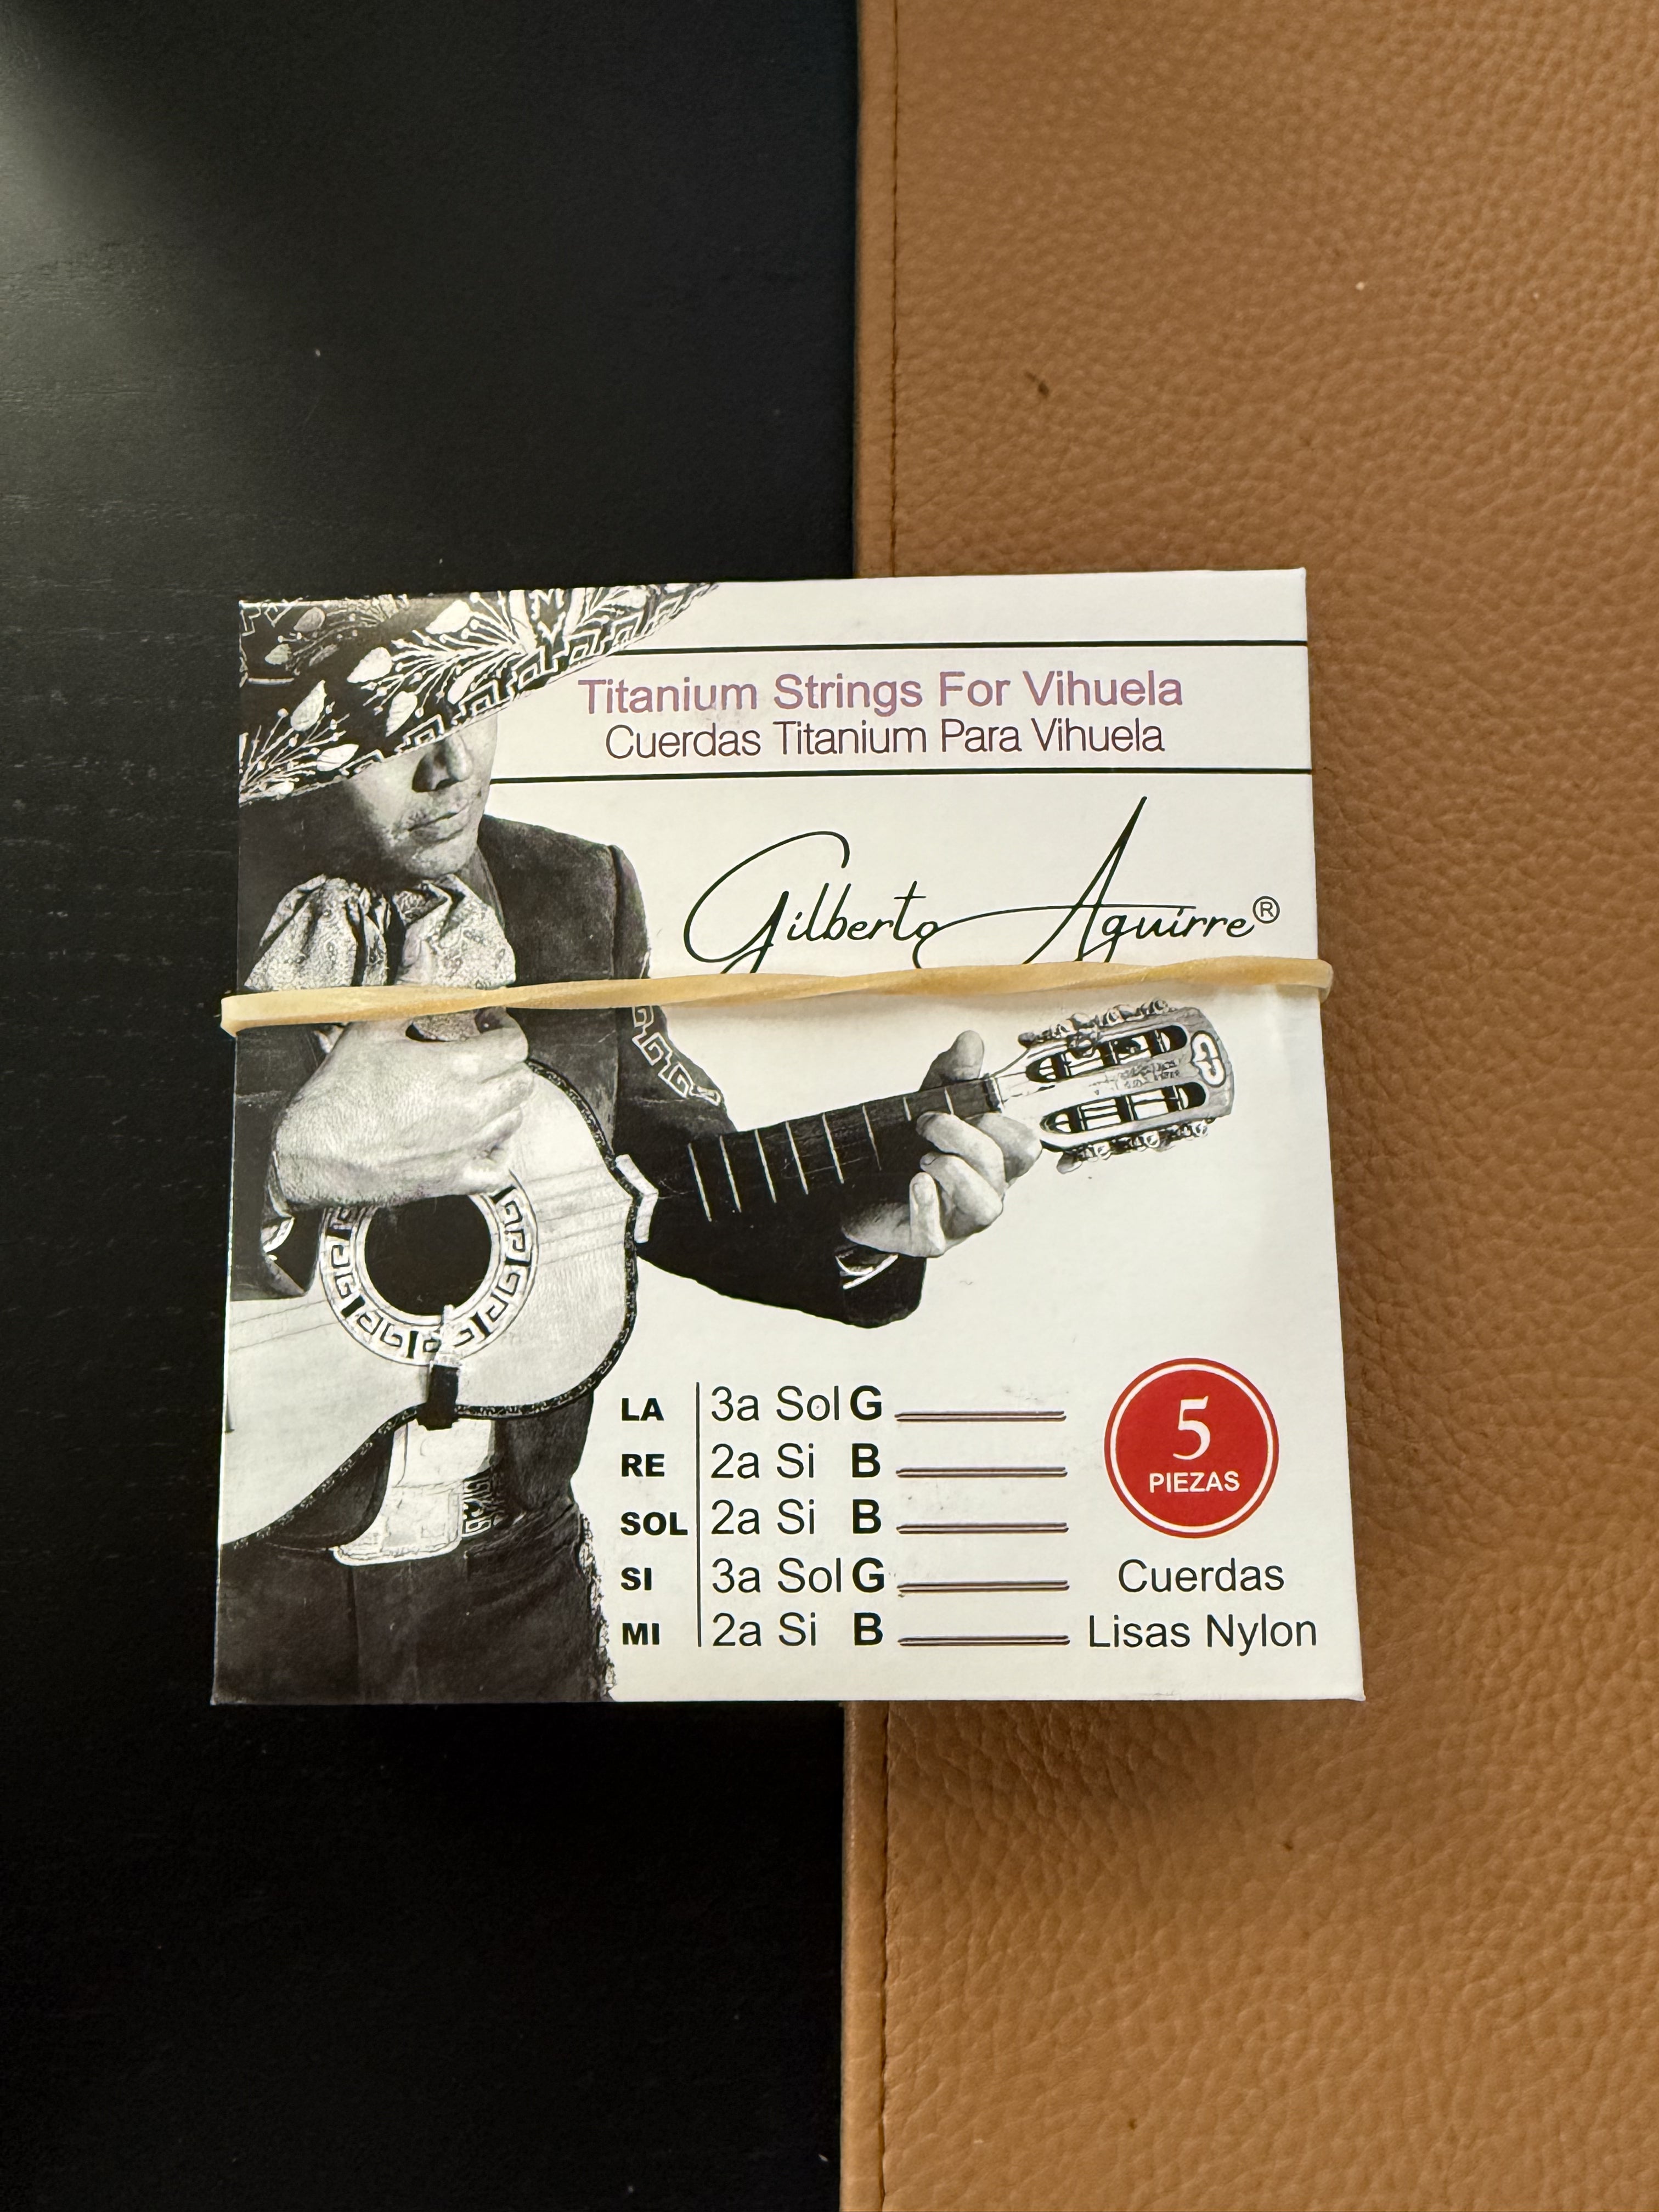 Titanium Strings For Vihuela
Cuerdas Titanium Para Vihuela
Gilberto Aguirre®
LA 3a Sol G
RE 2a Si B
SOL 2a Si B
SI 3a Sol G
MI 2a Si B
5
PIEZAS
Cuerdas
Lisas Nylon